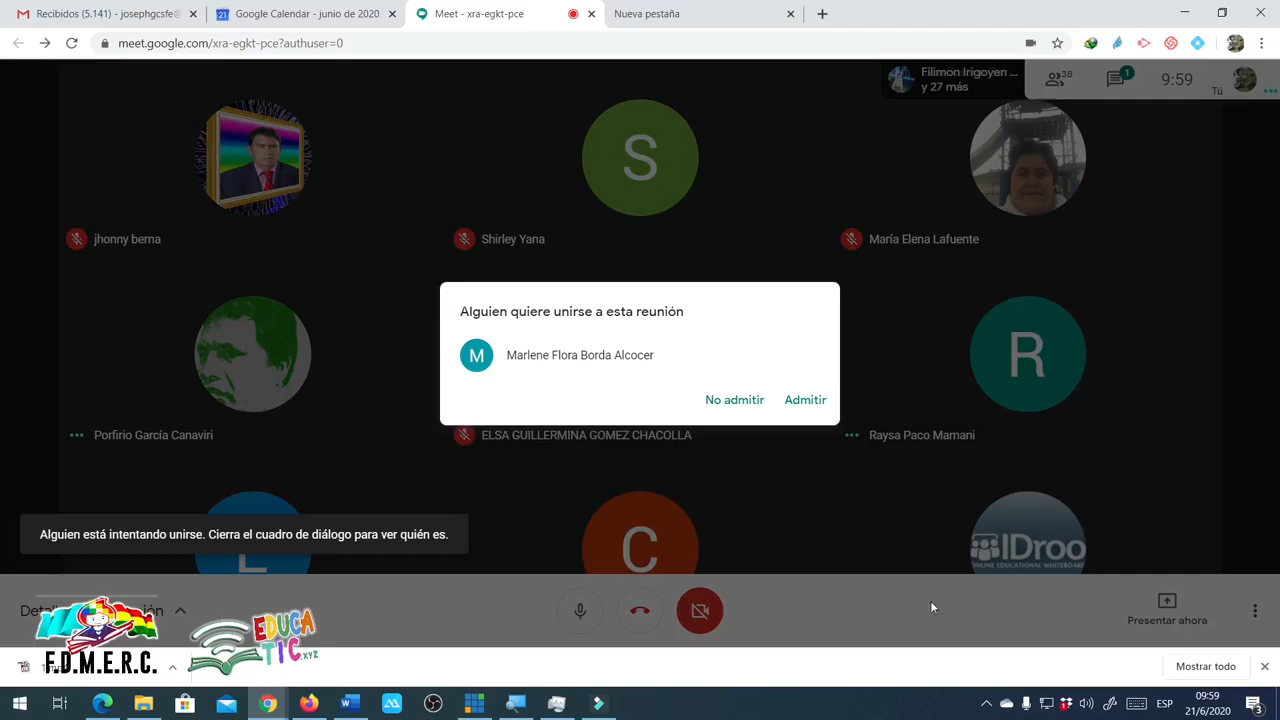 Recibidos (5.141) - josephgcsfe@
Google Calendar - junio de 2020
Meet - xra-egkt-pce
Nueva pestaña
meet.google.com/xra-egkt-pce?authuser=0
Filimón Irigoyen ...
y 27 más
38
1
9:59
Tú
S
jhonny berna
Shirley Yana
María Elena Lafuente
Alguien quiere unirse a esta reunión
M
Marlene Flora Borda Alcocer
No admitir
Admitir
R
Porfirio García Canaviri
ELSA GUILLERMINA GOMEZ CHACOLLA
Raysa Paco Mamani
Alguien está intentando unirse. Cierra el cuadro de diálogo para ver quién es.
C
IDroo
ONLINE EDUCATIONAL WHITEBOARD
Presentar ahora
F.D.M.E.R.C.
EDUCA
TIC.xyz
Mostrar todo
ESP
09:59
21/6/2020
3